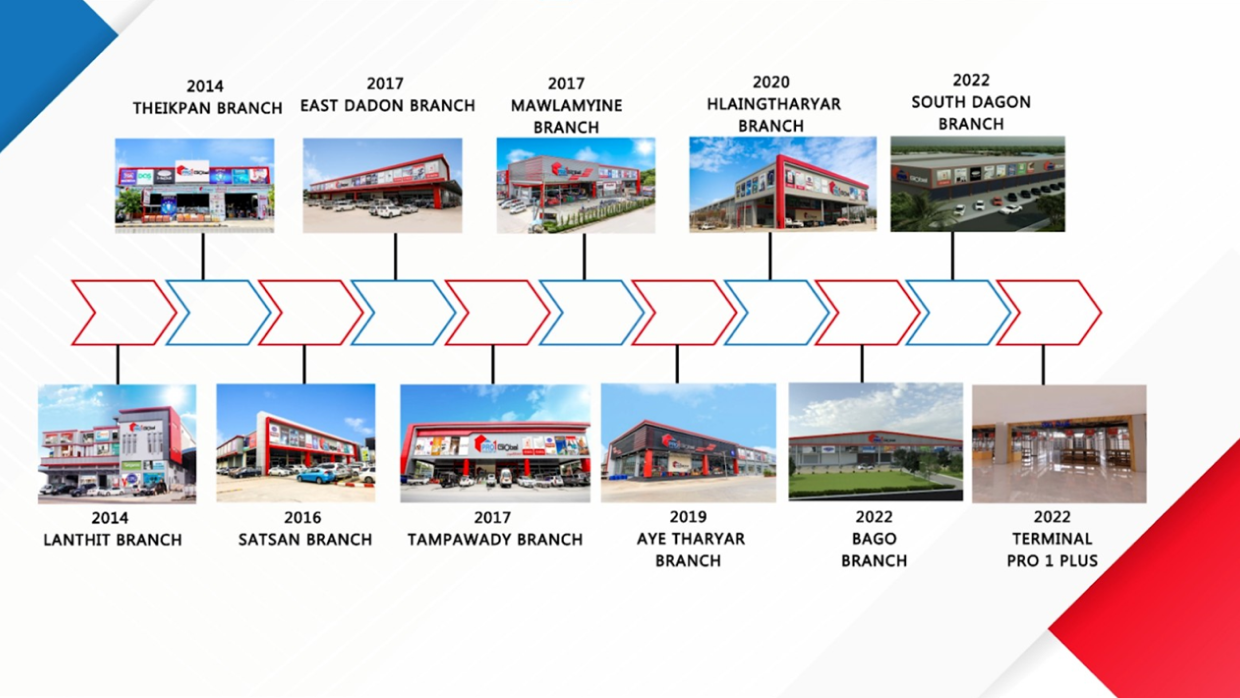 2014
THEIKPAN BRANCH
2017
EAST DADON BRANCH
2017
MAWLAMYINE
BRANCH
2020
HLAINGTHARYAR
BRANCH
2022
SOUTH DAGON
BRANCH
PRO1
2014
LANTHIT BRANCH
2016
SATSAN BRANCH
2017
TAMPAWADY BRANCH
2019
AYE THARYAR
BRANCH
2022
BAGO
BRANCH
2022
TERMINAL
PRO 1 PLUS